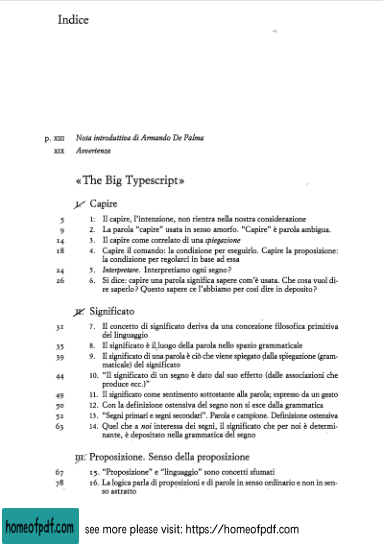 Indice
p. XIII Nota introduttiva di Armando De Palma
XIX Avvertenza
«The Big Typescript»
I. Capire
5 1: Il capire, l'intenzione, non rientra nella nostra considerazione
9 2. La parola "capire" usata in senso amorfo. "Capire" è parola ambigua.
14 3. Il capire come correlato di una spiegazione
18 4. Capire il comando: la condizione per eseguirlo. Capire la proposizione:
la condizione per regolarci in base ad essa
24 5. Interpretare. Interpretiamo ogni segno?
26 6. Si dice: capire una parola significa sapere com'è usata. Che cosa vuol di-
re saperlo? Questo sapere ce l'abbiamo per cosí dire in deposito?
II. Significato
31 7. Il concetto di significato deriva da una concezione filosofica primitiva
del linguaggio
35 8. Il significato è il luogo della parola nello spazio grammaticale
39 9. Il significato di una parola è ciò che viene spiegato dalla spiegazione (gram-
maticale) del significato
44 10. "Il significato di un segno è dato dal suo effetto (dalle associazioni che
produce ecc.)"
49 11. Il significato come sentimento sottostante alla parola; espresso da un gesto
50 12. Con la definizione ostensiva del segno non si esce dalla grammatica
52 13. "Segni primari e segni secondari". Parola e campione. Definizione ostensiva
63 14. Quel che a noi interessa dei segni, il significato che per noi è determi-
nante, è depositato nella grammatica del segno
III. Proposizione. Senso della proposizione
67 15. "Proposizione" e "linguaggio" sono concetti sfumati
78 16. La logica parla di proposizioni e di parole in senso ordinario e non in sen-
so astratto
homeofpdf.com see more please visit: https://homeofpdf.com